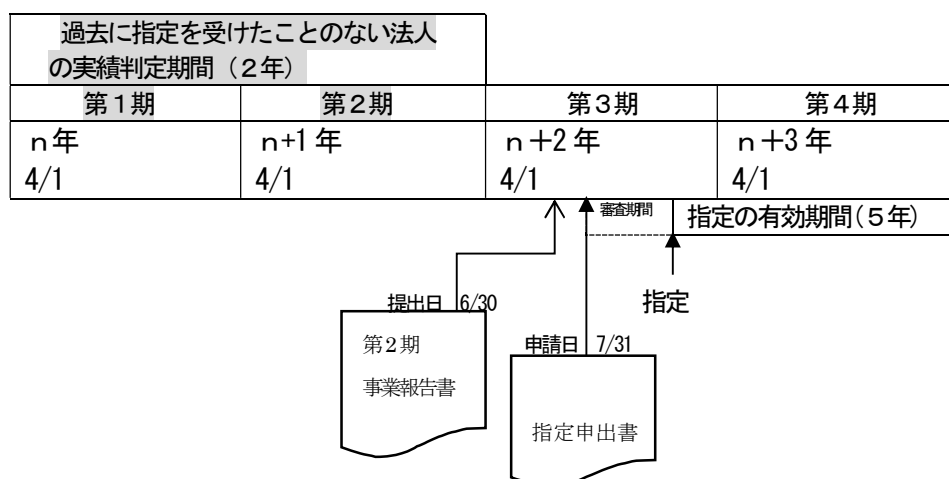 過去に指定を受けたことのない法人
の実績判定期間（２年）
第１期
第２期
第３期
第４期
ｎ年
4/1
ｎ+1 年
4/1
ｎ＋2 年
4/1
ｎ＋3 年
4/1
審査期間
指定の有効期間（５年）
指定
提出日 6/30
第2期
事業報告書
申請日 7/31
指定申出書